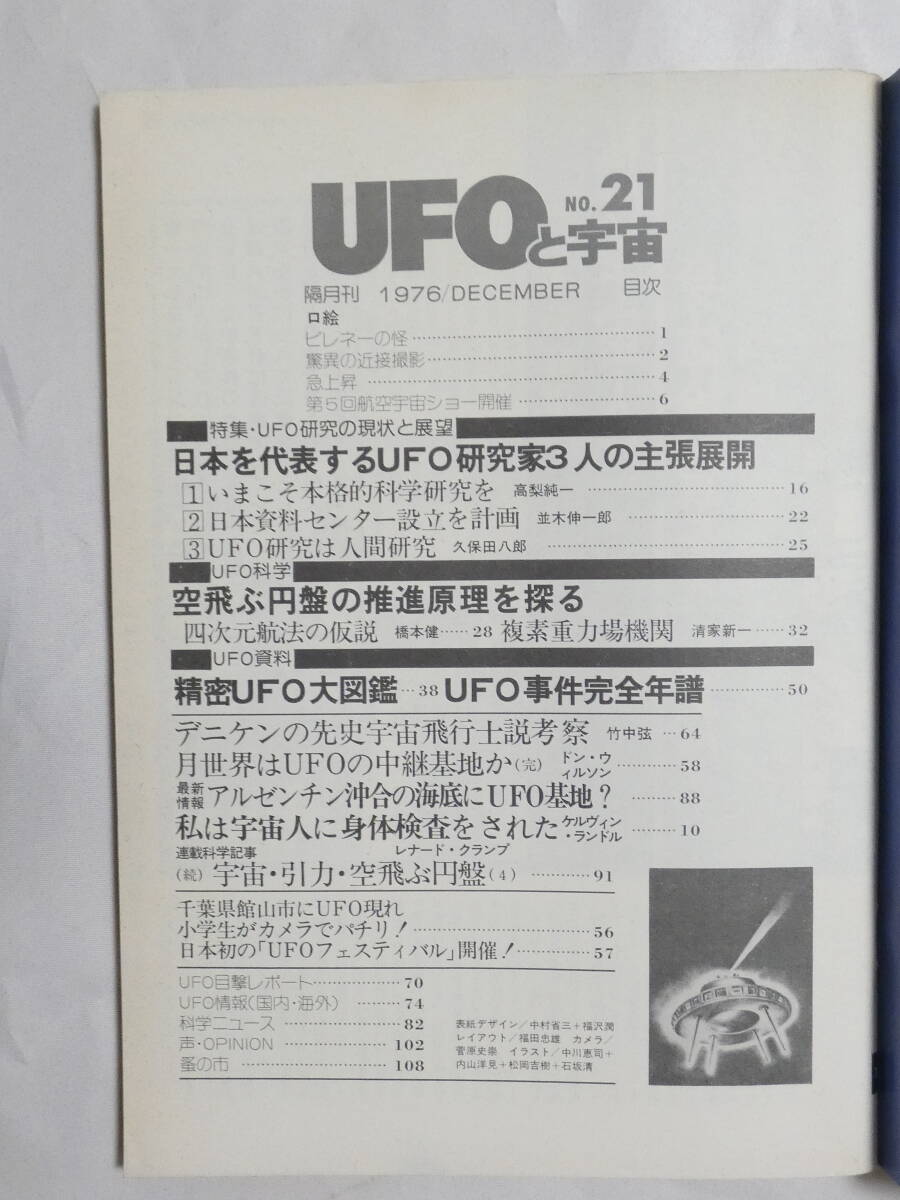 UFOと宇宙 NO.21
隔月刊 1976/DECEMBER 目次
口絵
ピレネーの怪……1
驚異の近接撮影……2
急上昇……4
第5回航空宇宙ショー開催……6
特集・UFO研究の現状と展望
日本を代表するUFO研究家3人の主張展開
1 いまこそ本格的科学研究を 高梨純一……16
2 日本資料センター設立を計画 並木伸一郎……22
3 UFO研究は人間研究 久保田八郎……25
UFO科学
空飛ぶ円盤の推進原理を探る
四次元航法の仮説 橋本健……28 複素重力場機関 清家新一……32
UFO資料
精密UFO大図鑑…38 UFO事件完全年譜……50
デニケンの先史宇宙飛行士説考察 竹中弦…64
月世界はUFOの中継基地か(完) ドン・ウィルソン……58
最新情報 アルゼンチン沖合の海底にUFO基地?……88
私は宇宙人に身体検査をされた ケルヴィン・ランドル……10
連載科学記事 レナード・クランプ
(続) 宇宙・引力・空飛ぶ円盤(4)……91
千葉県館山市にUFO現れ
小学生がカメラでパチリ!……56
日本初の「UFOフェスティバル」開催!……57
UFO目撃レポート……70
UFO情報(国内・海外)……74
科学ニュース……82
声・OPINION……102
蚤の市……108
表紙デザイン/中村省三+福沢潤
レイアウト/福田忠雄 カメラ/
菅原史崇 イラスト/中川恵司+
内山洋見+松岡吉樹+石坂清